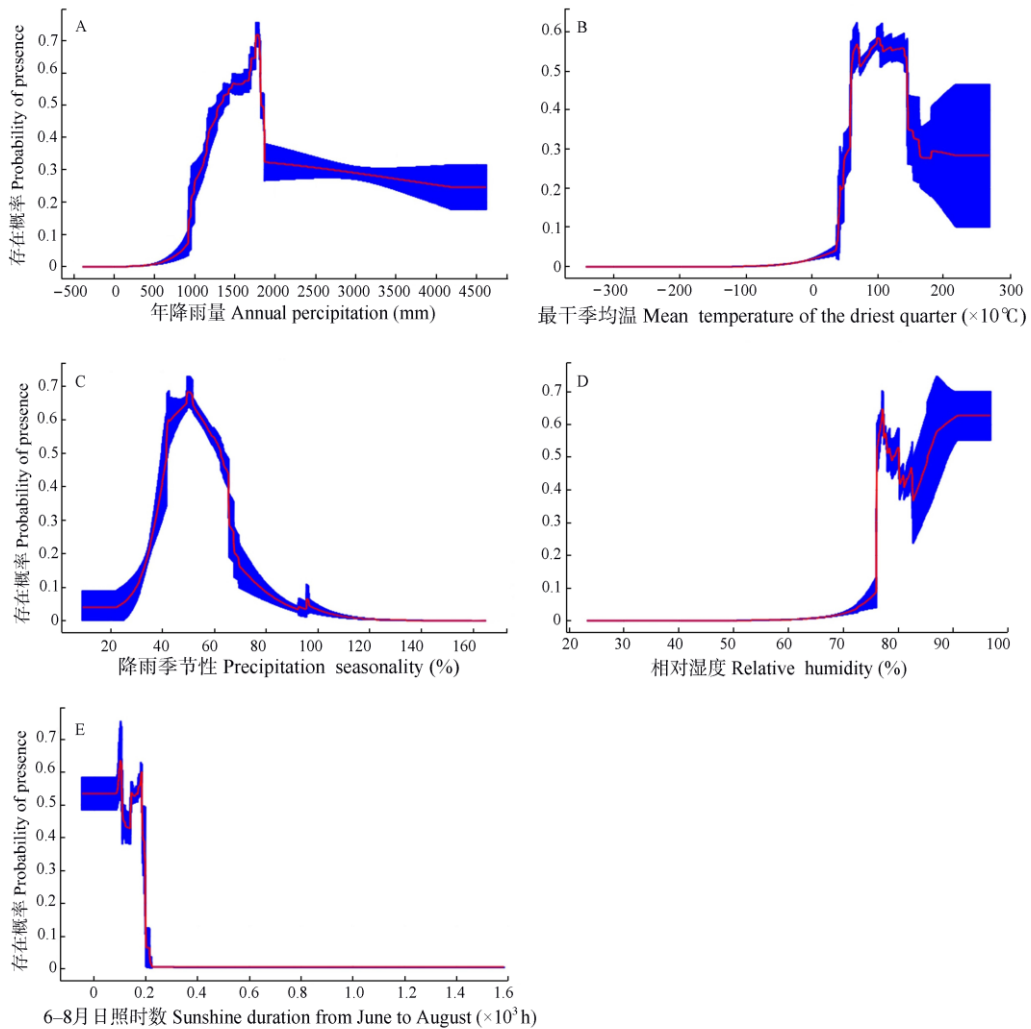 A
存在概率 Probability of presence
0.7
0.6
0.5
0.4
0.3
0.2
0.1
0
−500 0 500 1000 1500 2000 2500 3000 3500 4000 4500
年降雨量 Annual percipitation (mm)
B
0.6
0.5
0.4
0.3
0.2
0.1
0
−300 −200 −100 0 100 200 300
最干季均温 Mean temperature of the driest quarter (×10℃)
C
存在概率 Probability of presence
0.7
0.6
0.5
0.4
0.3
0.2
0.1
0
20 40 60 80 100 120 140 160
降雨季节性 Precipitation seasonality (%)
D
0.7
0.6
0.5
0.4
0.3
0.2
0.1
0
20 30 40 50 60 70 80 90 100
相对湿度 Relative humidity (%)
E
存在概率 Probability of presence
0.7
0.6
0.5
0.4
0.3
0.2
0.1
0
0 0.2 0.4 0.6 0.8 1.0 1.2 1.4 1.6
6–8月日照时数 Sunshine duration from June to August (×10³ h)